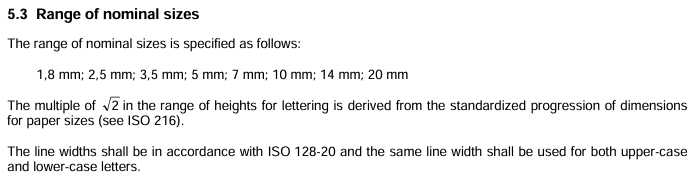 5.3 Range of nominal sizes
The range of nominal sizes is specified as follows:
1,8 mm; 2,5 mm; 3,5 mm; 5 mm; 7 mm; 10 mm; 14 mm; 20 mm
The multiple of √2 in the range of heights for lettering is derived from the standardized progression of dimensions
for paper sizes (see ISO 216).
The line widths shall be in accordance with ISO 128-20 and the same line width shall be used for both upper-case
and lower-case letters.